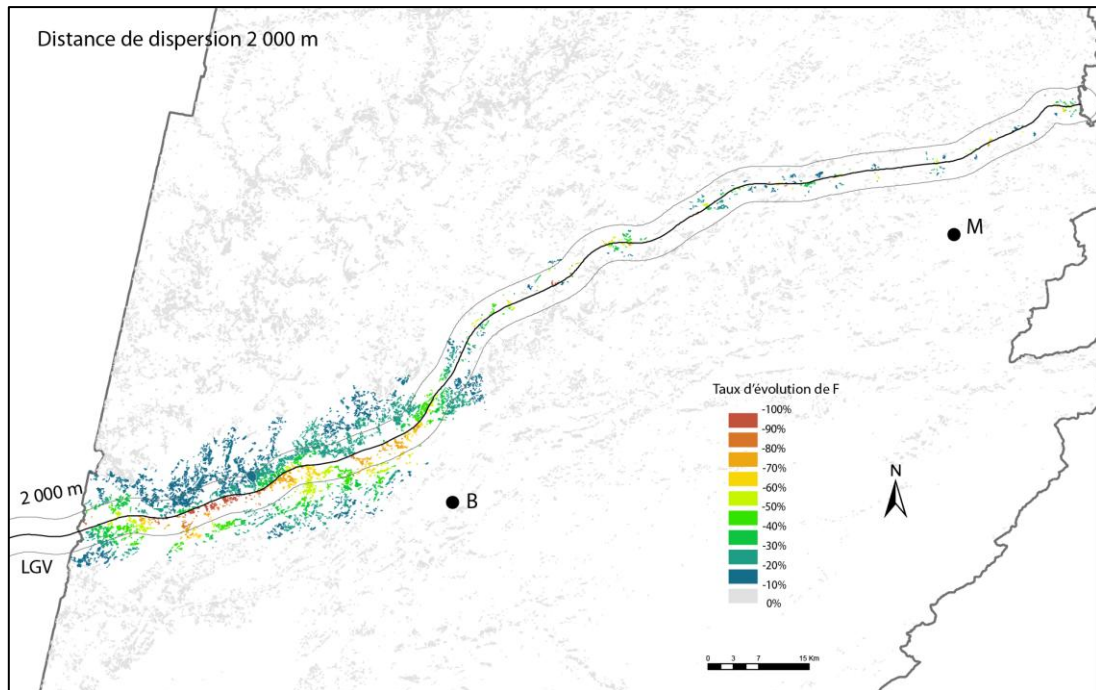 Distance de dispersion 2 000 m
M
Taux d'évolution de F
-100%
-90%
-80%
-70%
-60%
-50%
-40%
-30%
-20%
-10%
0%
N
2 000 m
B
LGV
0 3 7 15 Km